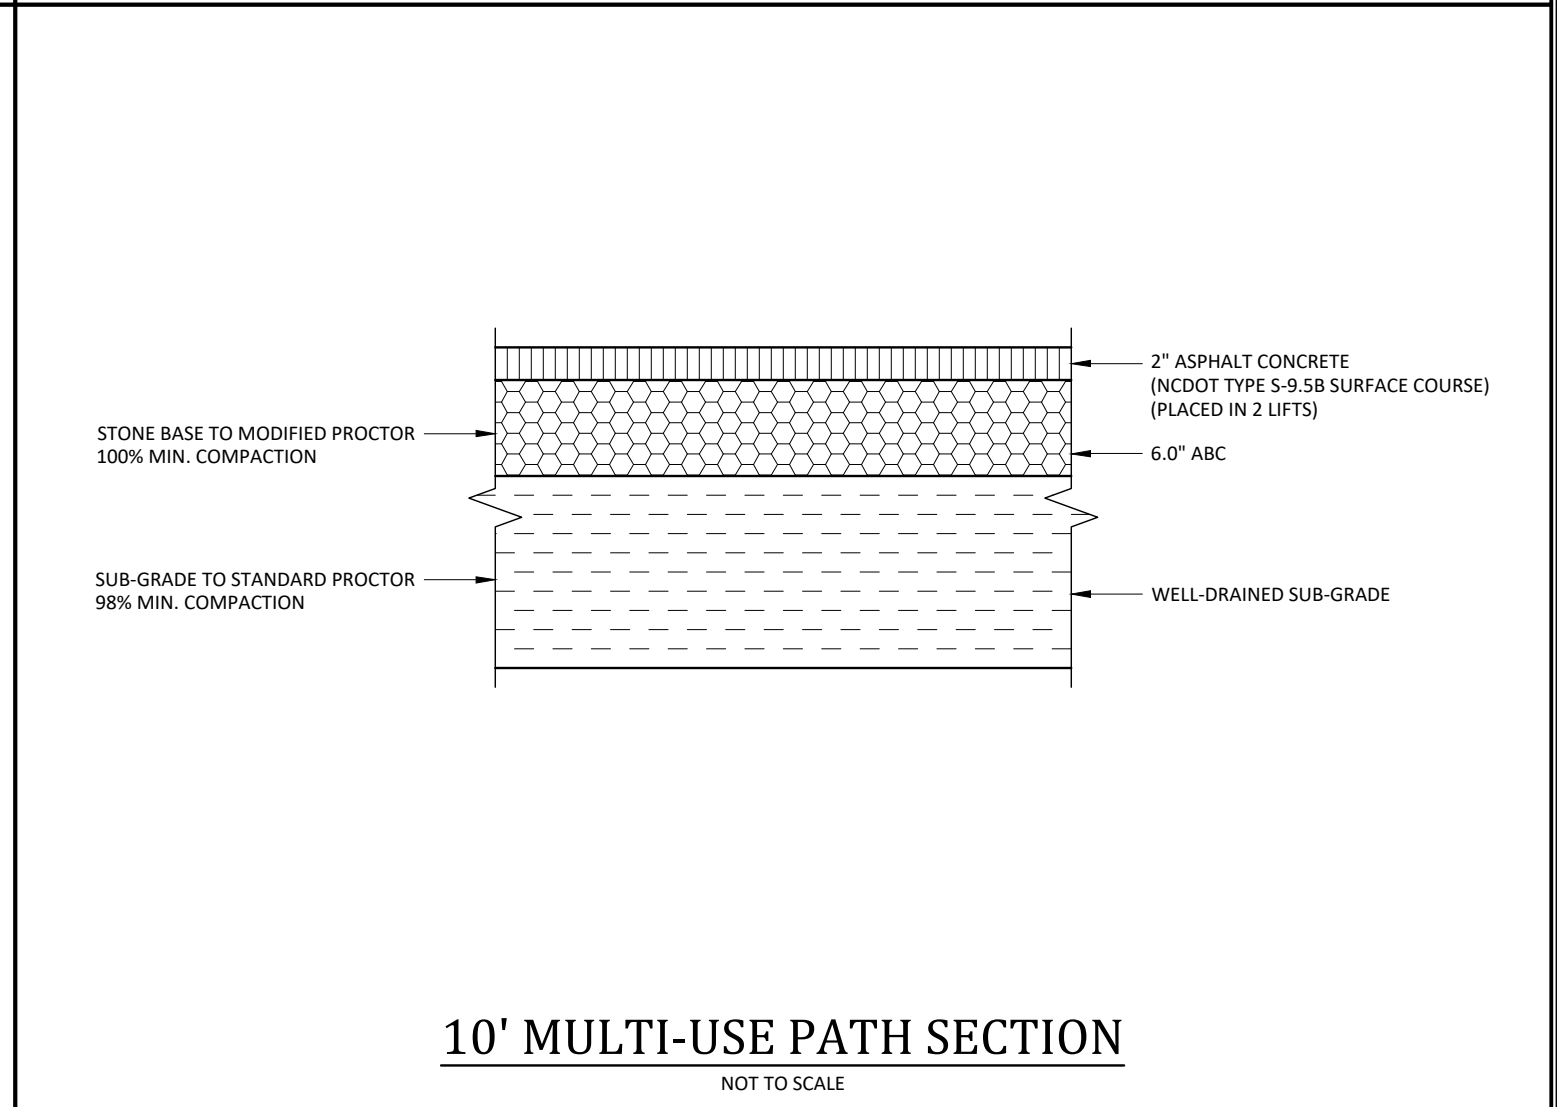 2" ASPHALT CONCRETE
(NCDOT TYPE S-9.5B SURFACE COURSE)
(PLACED IN 2 LIFTS)
STONE BASE TO MODIFIED PROCTOR
100% MIN. COMPACTION
6.0" ABC
SUB-GRADE TO STANDARD PROCTOR
98% MIN. COMPACTION
WELL-DRAINED SUB-GRADE
10' MULTI-USE PATH SECTION
NOT TO SCALE